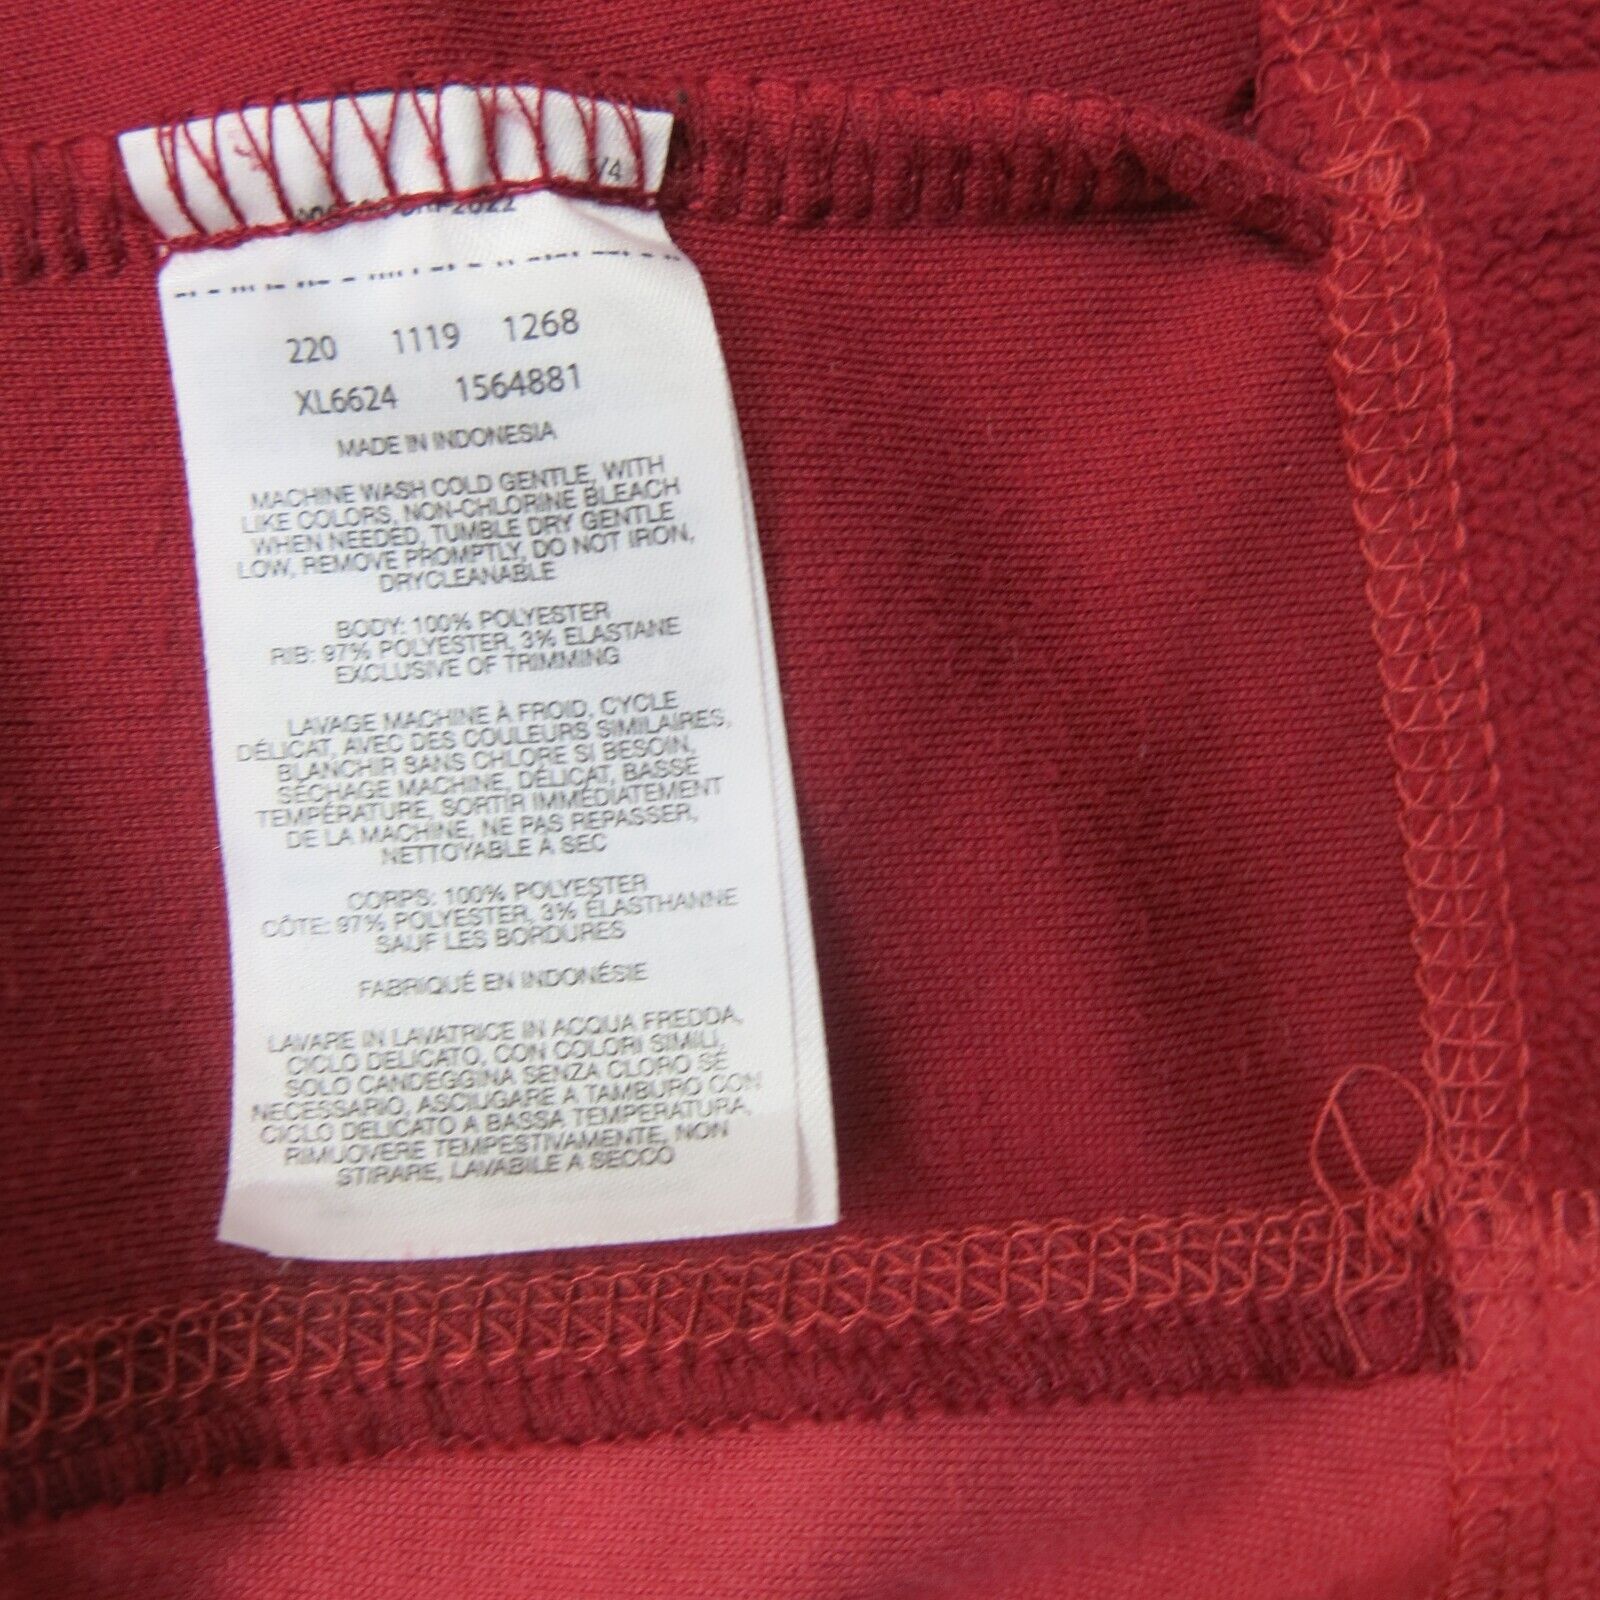 /4
220 1119 1268
XL6624 1564881
MADE IN INDONESIA
MACHINE WASH COLD GENTLE, WITH
LIKE COLORS, NON-CHLORINE BLEACH
WHEN NEEDED, TUMBLE DRY GENTLE
LOW, REMOVE PROMPTLY, DO NOT IRON,
DRYCLEANABLE
BODY: 100% POLYESTER
RIB: 97% POLYESTER, 3% ELASTANE
EXCLUSIVE OF TRIMMING
LAVAGE MACHINE À FROID, CYCLE
DÉLICAT, AVEC DES COULEURS SIMILAIRES,
BLANCHIR SANS CHLORE SI BESOIN,
SÉCHAGE MACHINE, DÉLICAT, BASSE
TEMPÉRATURE, SORTIR IMMÉDIATEMENT
DE LA MACHINE, NE PAS REPASSER,
NETTOYABLE À SEC
CORPS: 100% POLYESTER
CÔTE: 97% POLYESTER, 3% ÉLASTHANNE
SAUF LES BORDURES
FABRIQUÉ EN INDONÉSIE
LAVARE IN LAVATRICE IN ACQUA FREDDA,
CICLO DELICATO, CON COLORI SIMILI,
SOLO CANDEGGINA SENZA CLORO SE
NECESSARIO, ASCIUGARE A TAMBURO CON
CICLO DELICATO A BASSA TEMPERATURA,
RIMUOVERE TEMPESTIVAMENTE, NON
STIRARE, LAVABILE A SECCO